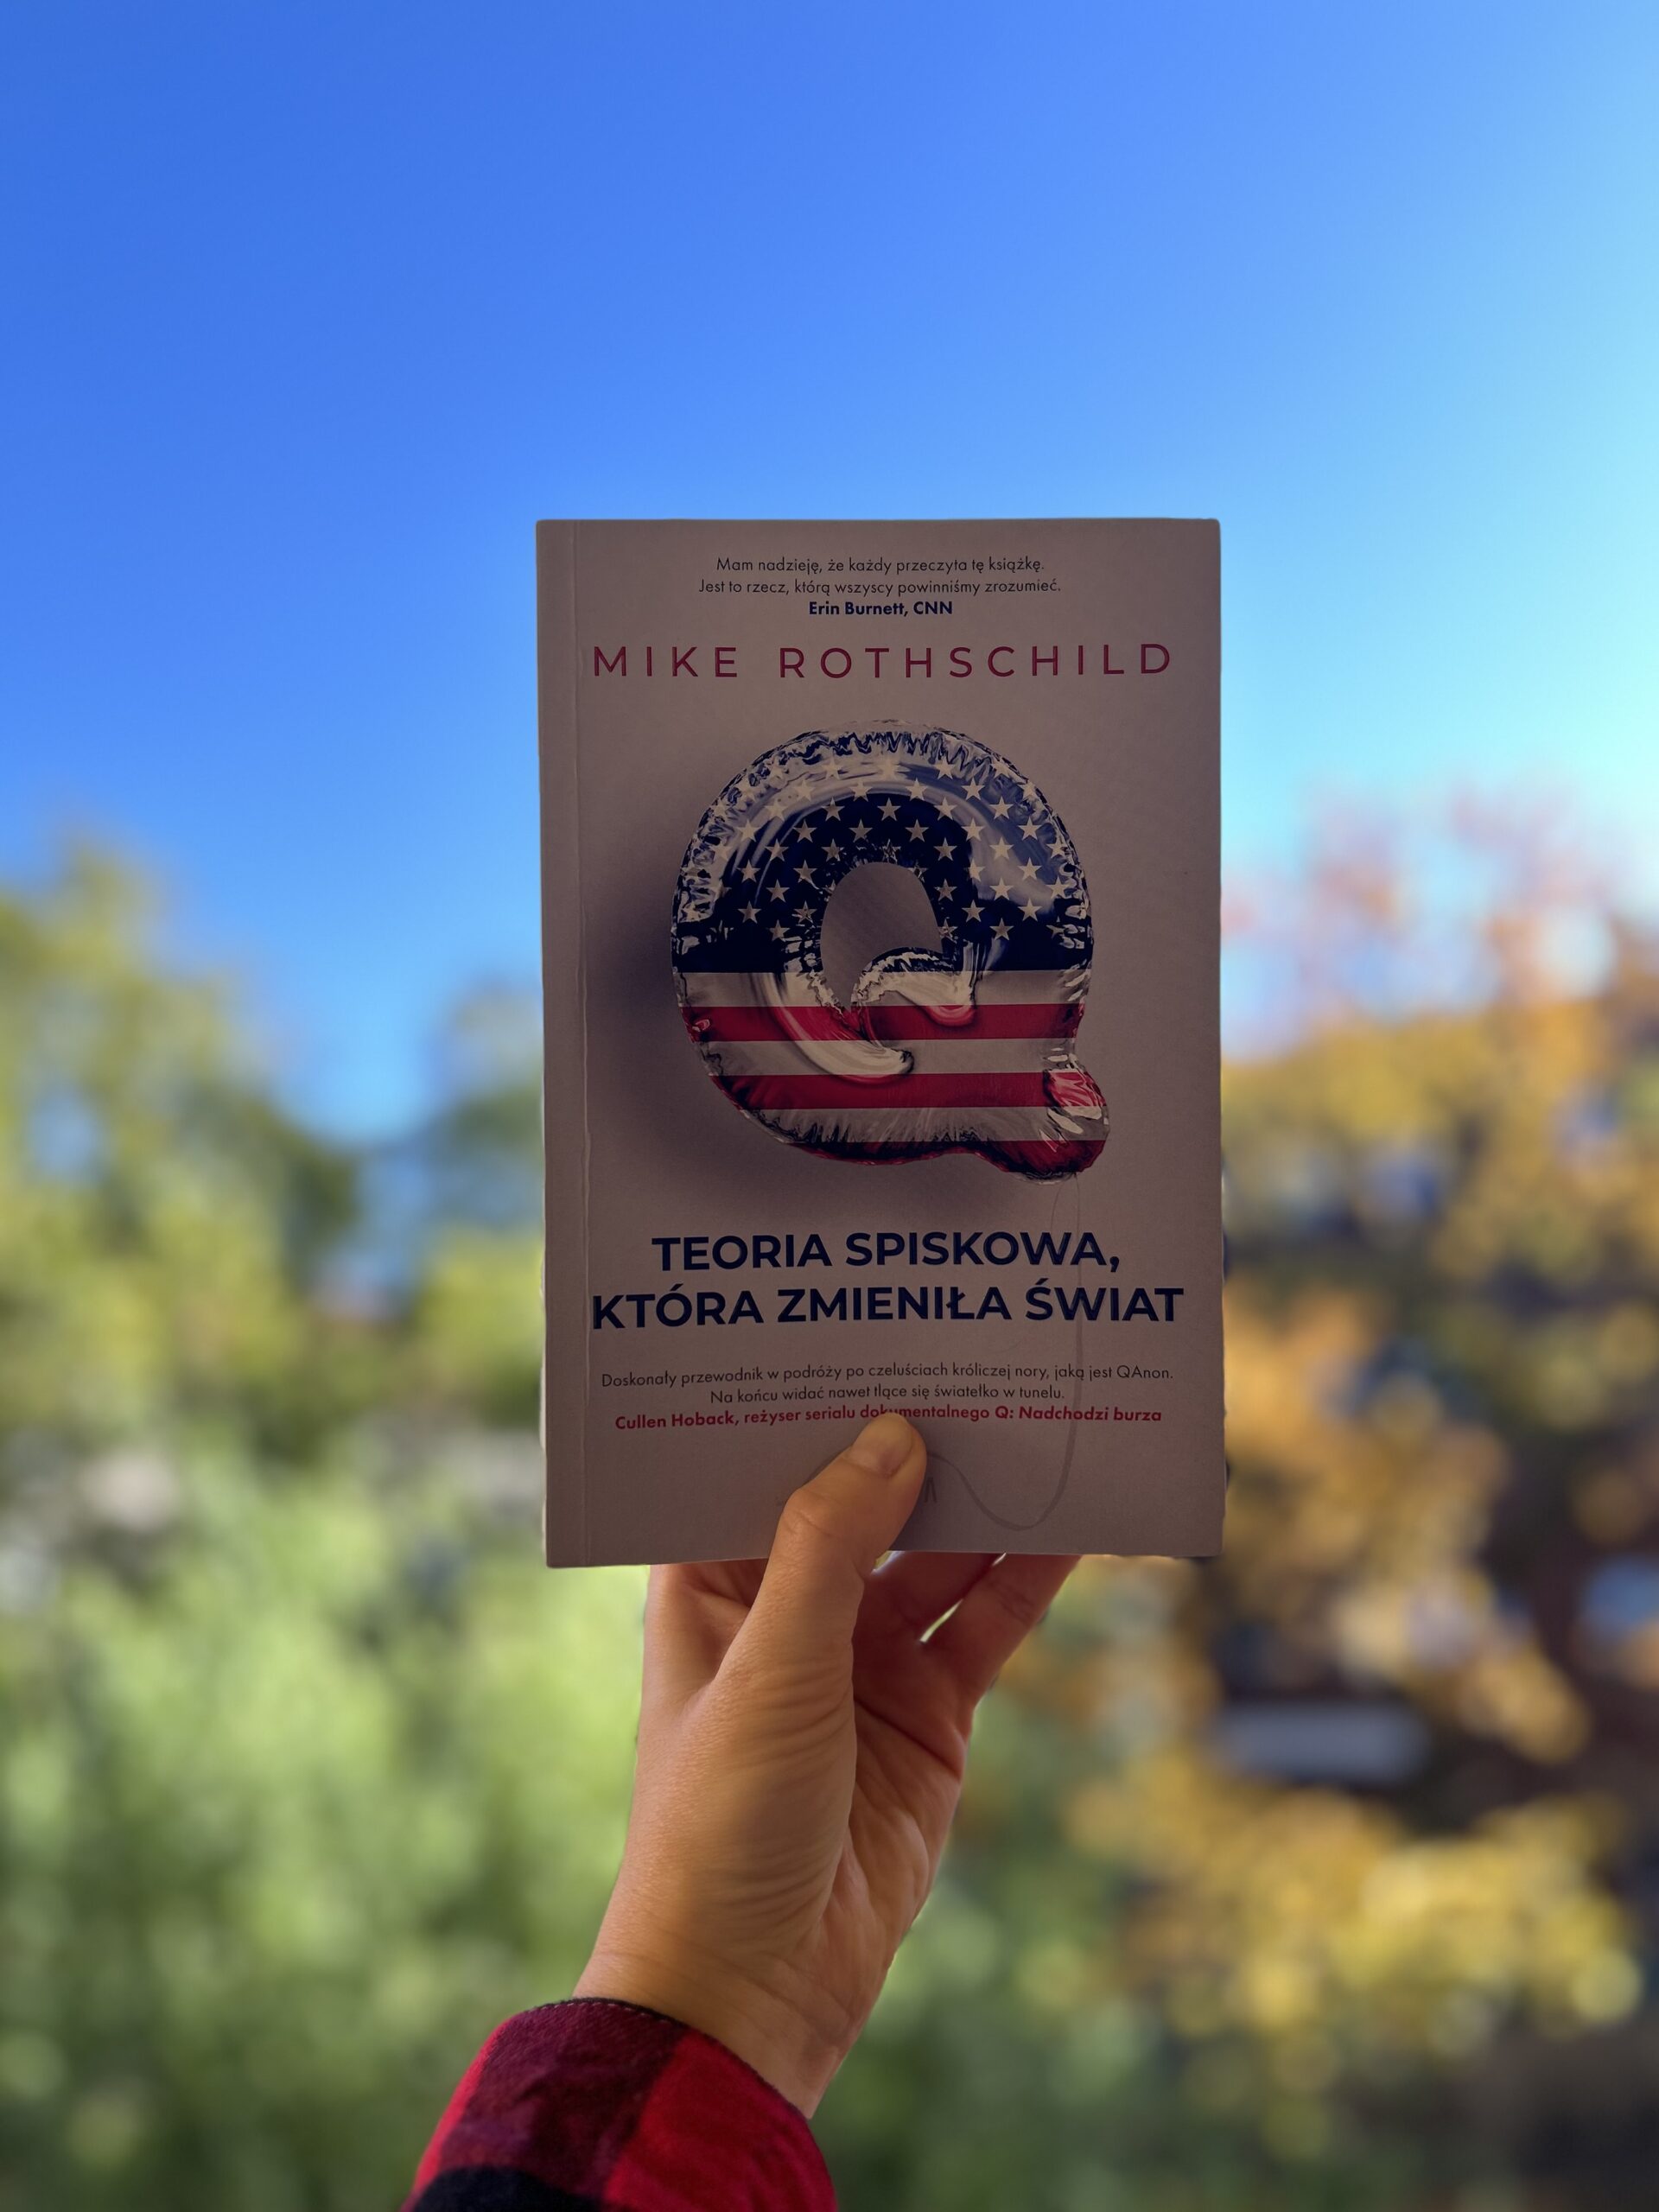 Mam nadzieję, że każdy przeczyta tę książkę.
Jest to rzecz, którą wszyscy powinniśmy zrozumieć.
Erin Burnett, CNN
MIKE ROTHSCHILD
Q
TEORIA SPISKOWA,
KTÓRA ZMIENIŁA ŚWIAT
Doskonały przewodnik w podróży po czeluściach króliczej nory, jaką jest QAnon.
Na końcu widać nawet tlące się światełko w tunelu.
Cullen Hoback, reżyser serialu dokumentalnego Q: Nadchodzi burza